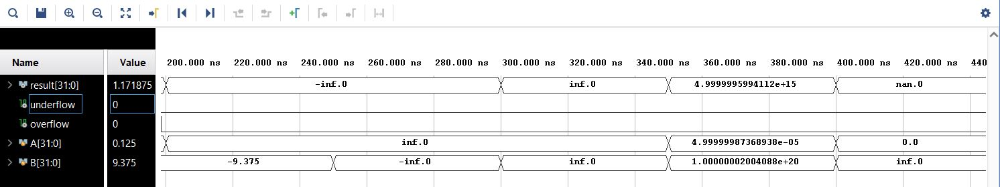 Name Value 200.000 ns 220.000 ns 240.000 ns 260.000 ns 280.000 ns 300.000 ns 320.000 ns 340.000 ns 360.000 ns 380.000 ns 400.000 ns 420.000 ns 440
result[31:0] 1.171875 -inf.0 inf.0 4.9999995994112e+15 nan.0
underflow 0
overflow 0
A[31:0] 0.125 inf.0 4.99999987368938e-05 0.0
B[31:0] 9.375 -9.375 -inf.0 inf.0 1.00000002004088e+20 inf.0